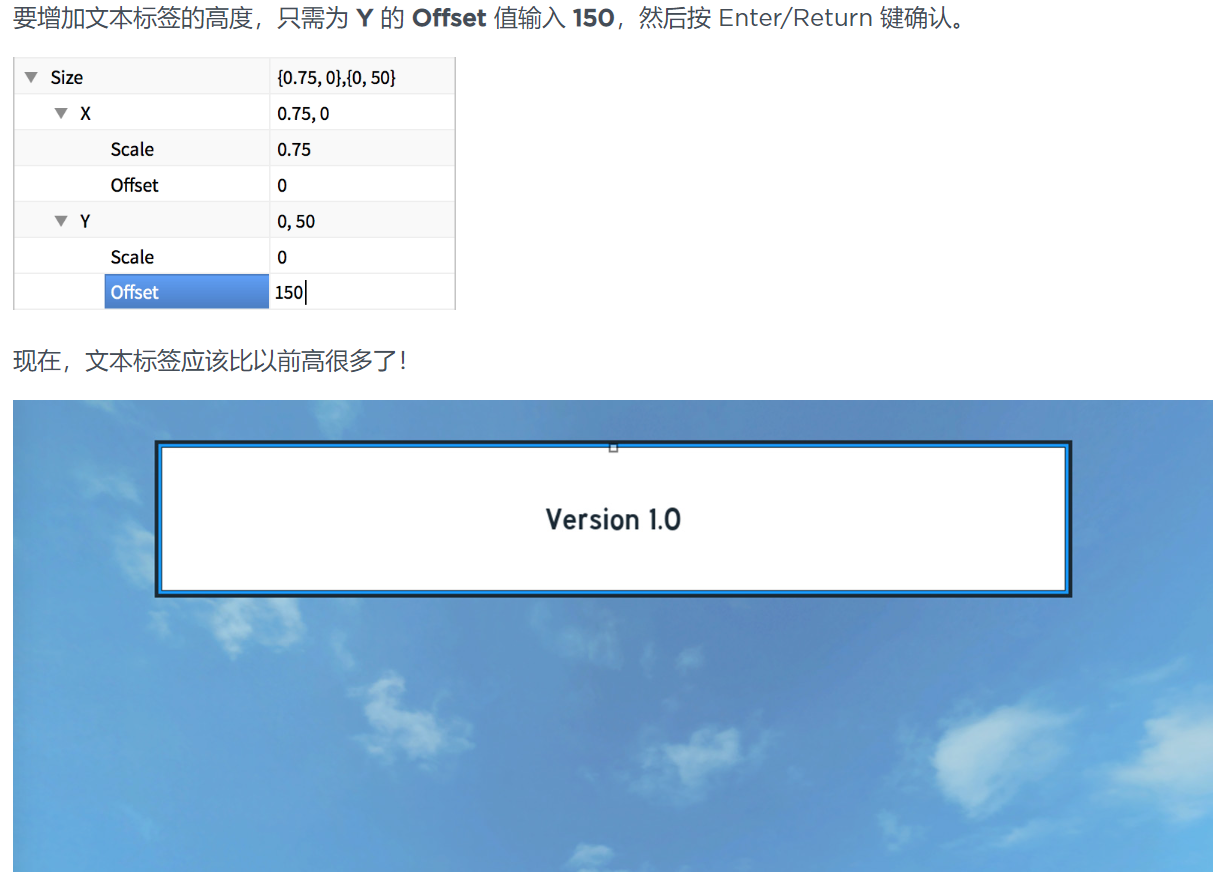 要增加文本标签的高度，只需为 Y 的 Offset 值输入 150，然后按 Enter/Return 键确认。
Size {0.75, 0},{0, 50}
X 0.75, 0
Scale 0.75
Offset 0
Y 0, 50
Scale 0
Offset 150
现在，文本标签应该比以前高很多了！
Version 1.0